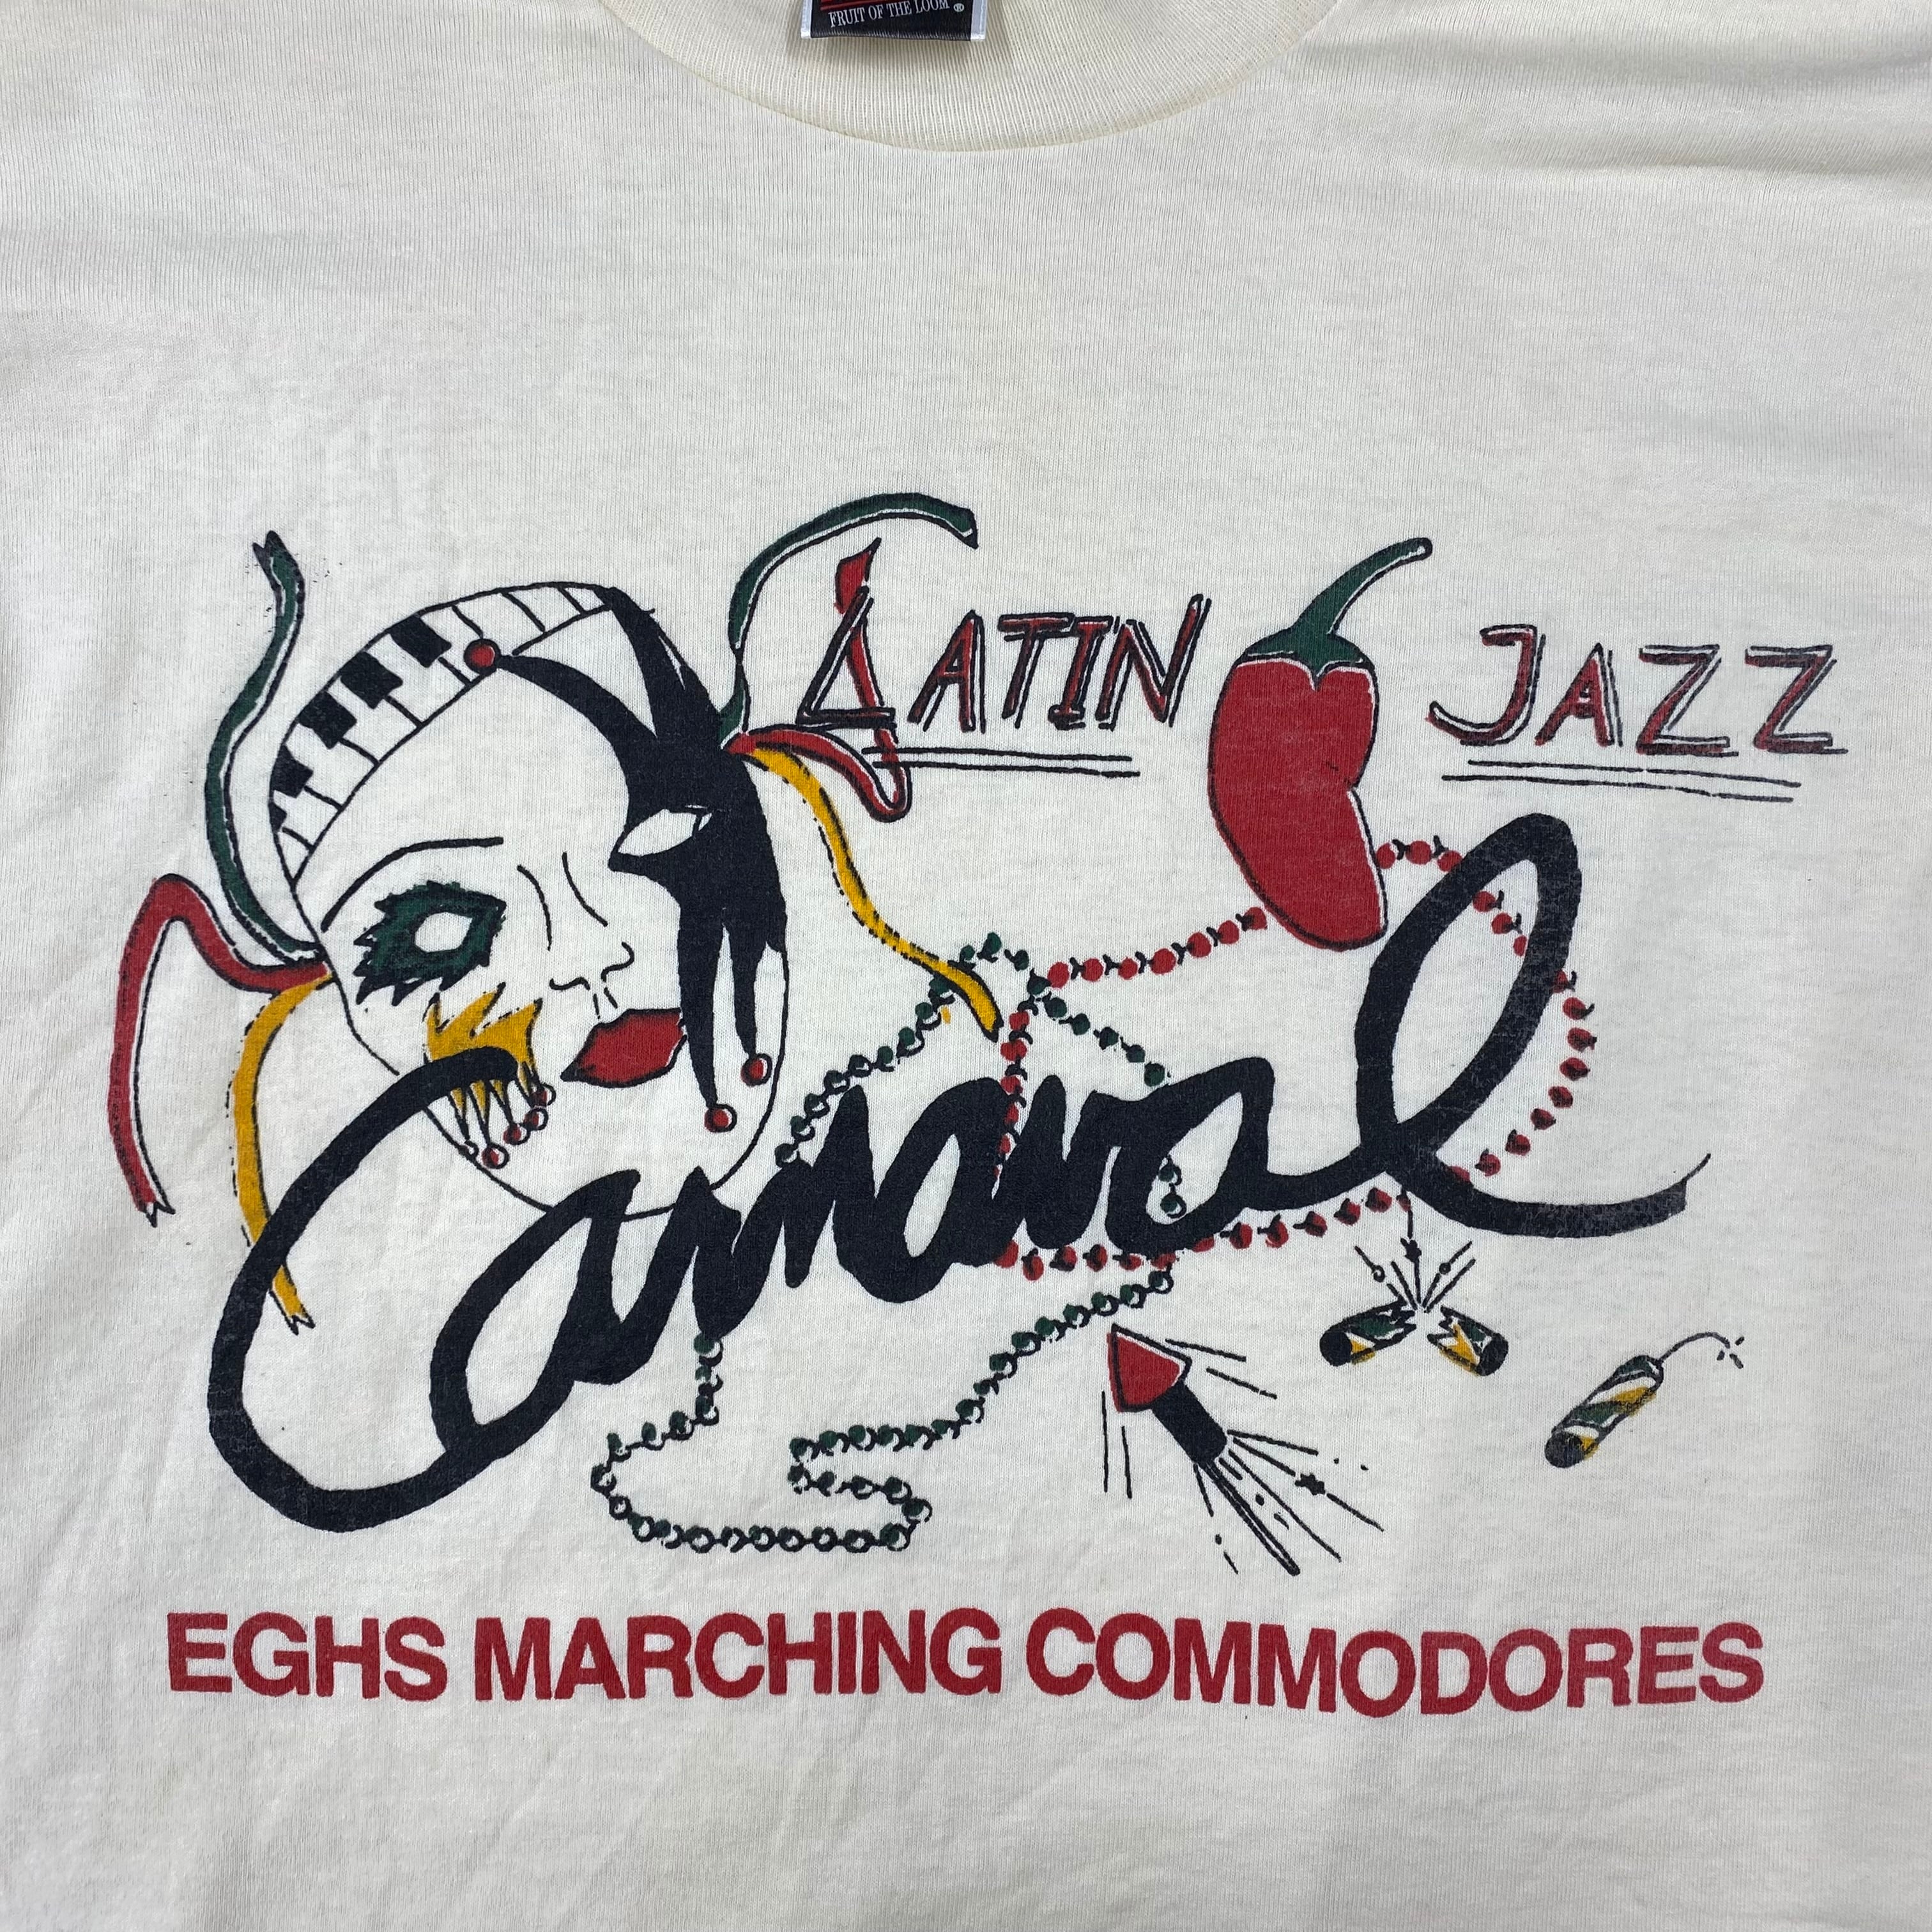 FRUIT OF THE LOOM ®
LATIN JAZZ
Carnaval
EGHS MARCHING COMMODORES